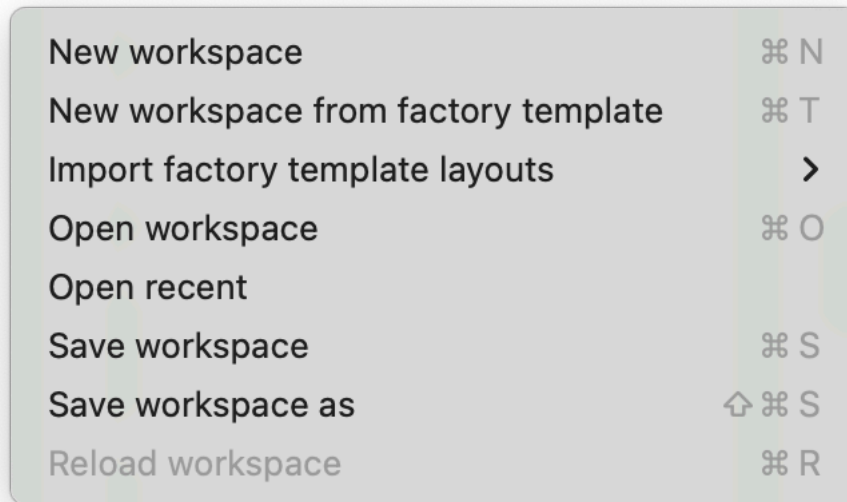 New workspace ⌘ N
New workspace from factory template ⌘ T
Import factory template layouts >
Open workspace ⌘ O
Open recent
Save workspace ⌘ S
Save workspace as ⇧ ⌘ S
Reload workspace ⌘ R